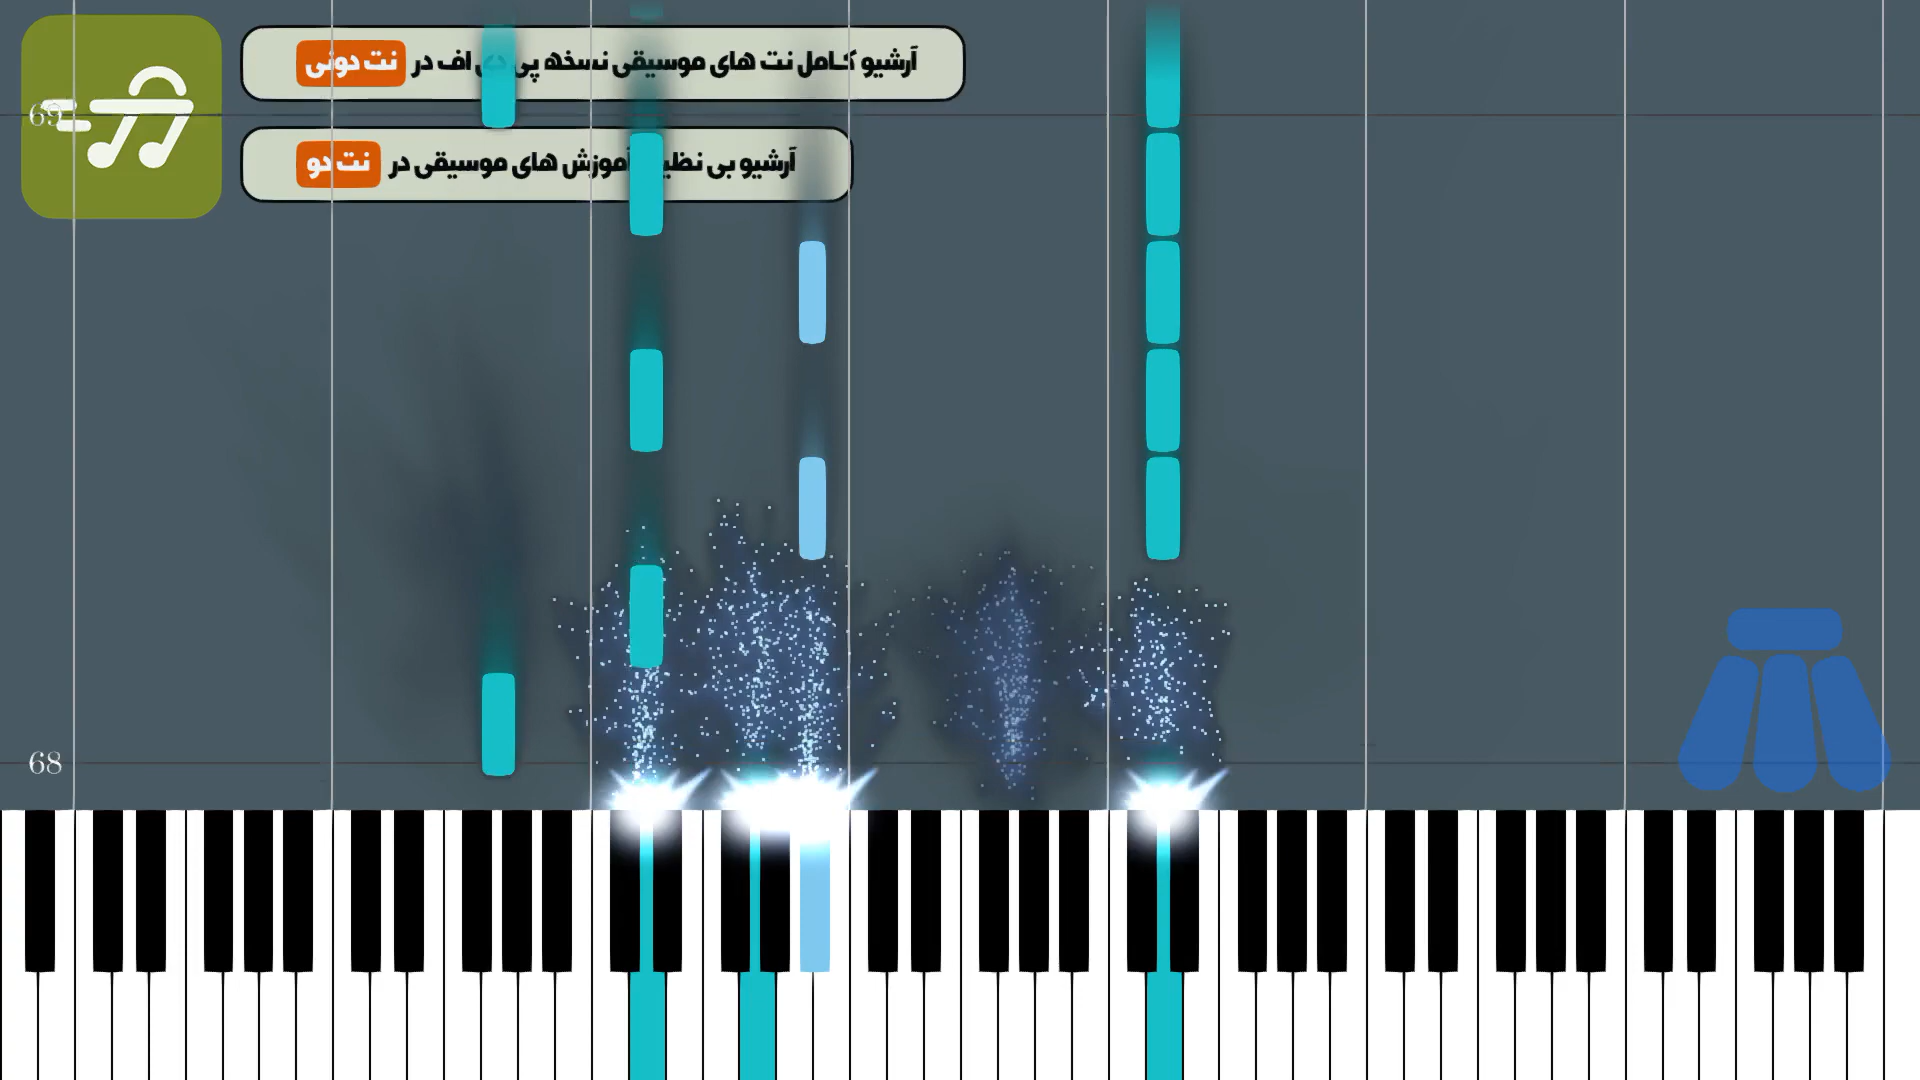 آرشیو کامل نت های موسیقی نسخه پی دی اف در نت دونی
آرشیو بی نظیر آموزش های موسیقی در نت دو
69
68